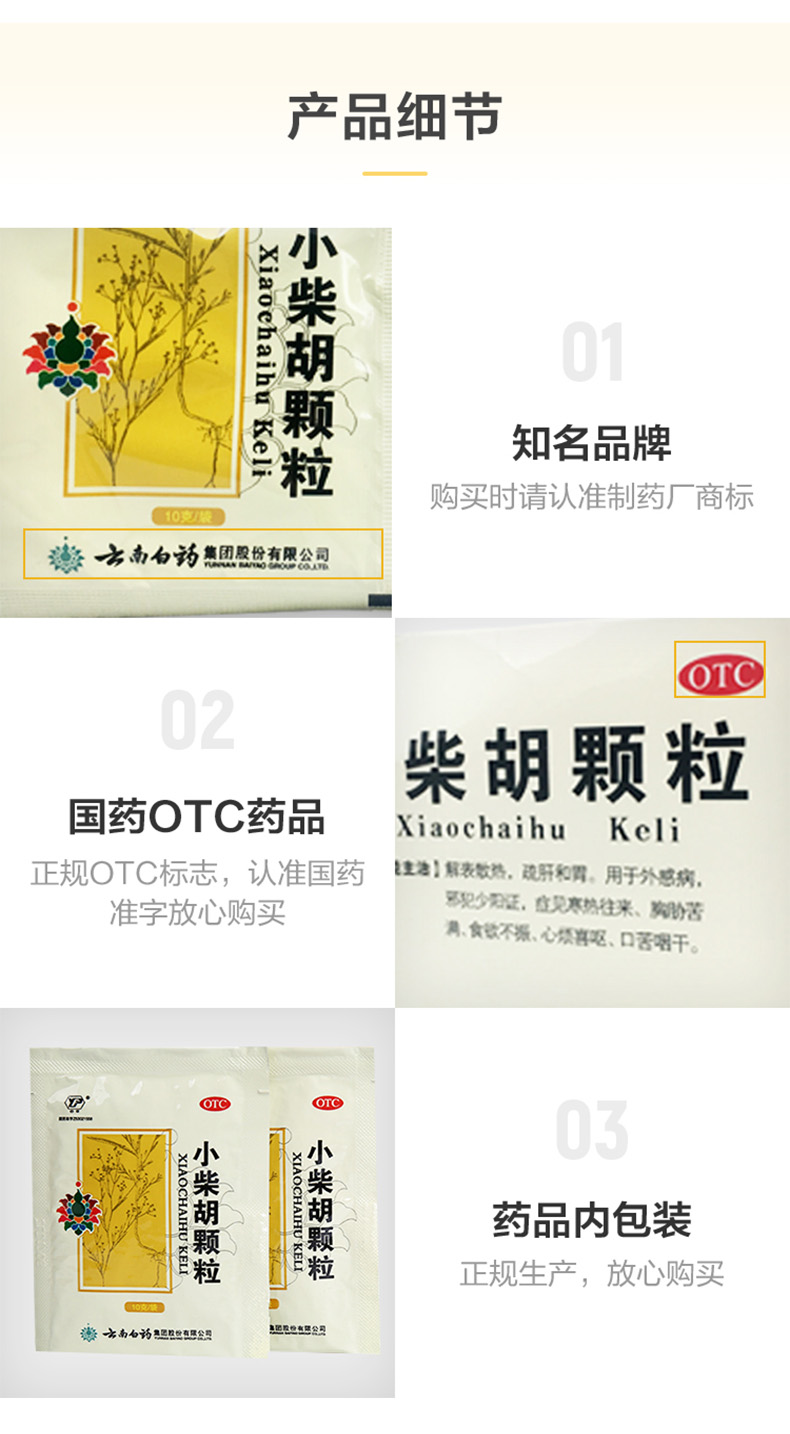 产品细节
小柴胡颗粒
Xiaochaihu Keli
10克/袋
云南白药集团股份有限公司
YUNNAN BAIYAO GROUP CO.,LTD.
01
知名品牌
购买时请认准制药厂商标
02
国药OTC药品
正规OTC标志，认准国药
准字放心购买
OTC
柴胡颗粒
Xiaochaihu Keli
主治】解表散热，疏肝和胃。用于外感病，
邪犯少阳证，症见寒热往来、胸胁苦
满、食欲不振、心烦喜呕、口苦咽干。
OTC
小柴胡颗粒
XIAOCHAIHU KELI
10克/袋
云南白药集团股份有限公司
YUNNAN BAIYAO GROUP CO.,LTD.
OTC
小柴胡颗粒
XIAOCHAIHU KELI
集团股份有限公司
03
药品内包装
正规生产，放心购买